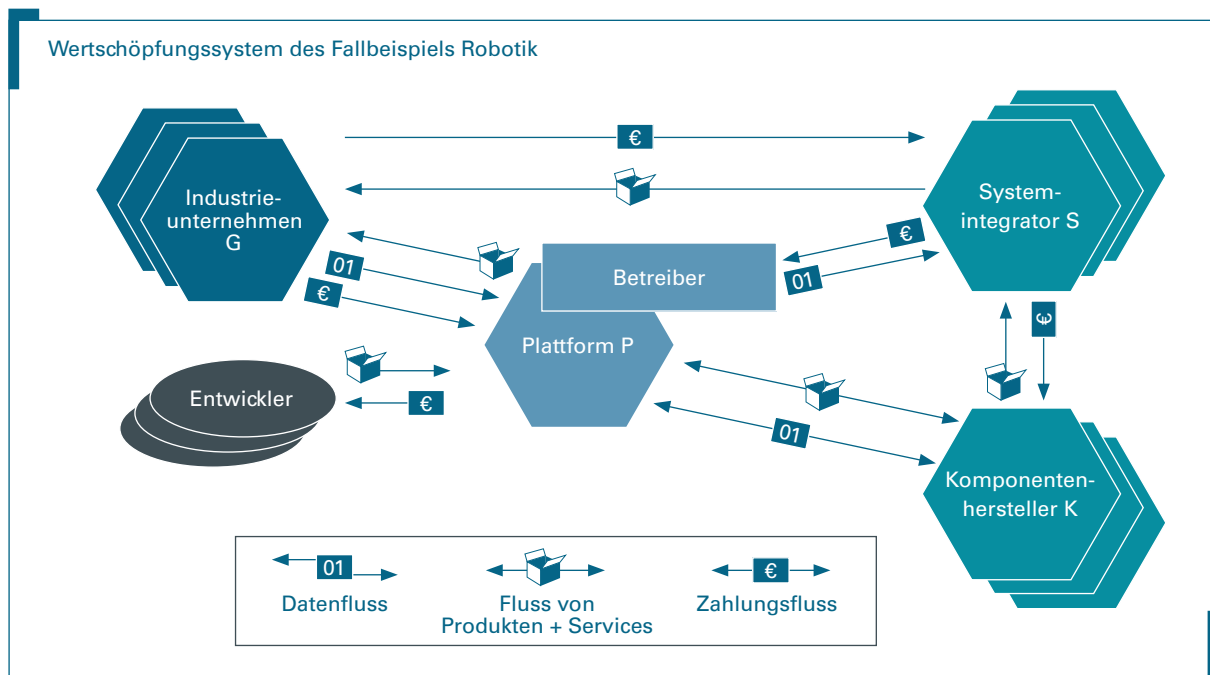 Wertschöpfungssystem des Fallbeispiels Robotik
€
Industrie-
unternehmen
G
System-
integrator S
€
01
Betreiber
01
€
Plattform P
€
Entwickler
€
01
Komponenten-
hersteller K
01
Datenfluss
Fluss von
Produkten + Services
€
Zahlungsfluss